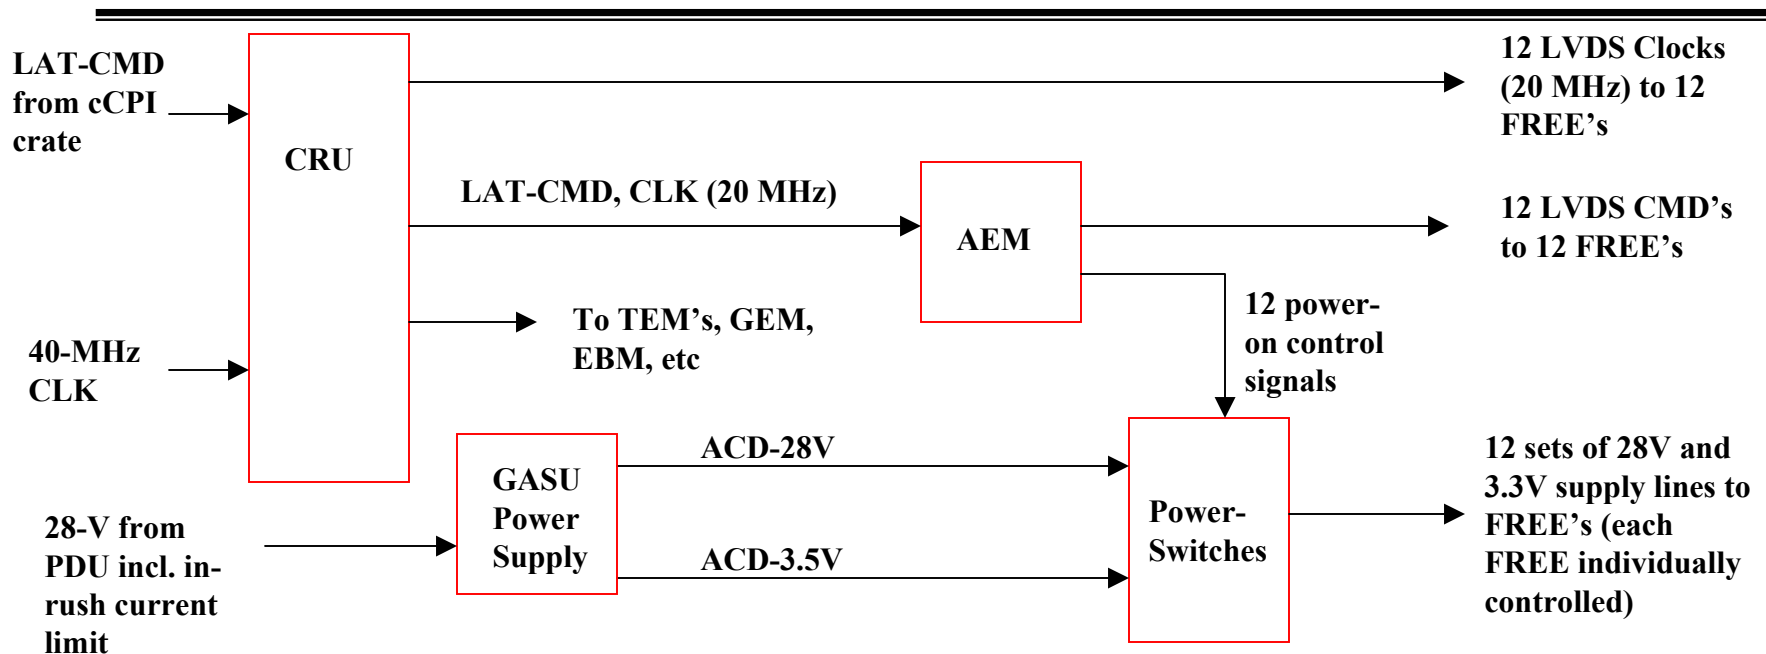 LAT-CMD
from cCPI
crate
CRU
12 LVDS Clocks
(20 MHz) to 12
FREE’s
LAT-CMD, CLK (20 MHz)
AEM
12 LVDS CMD’s
to 12 FREE’s
To TEM’s, GEM,
EBM, etc
12 power-
on control
signals
40-MHz
CLK
28-V from
PDU incl. in-
rush current
limit
GASU
Power
Supply
ACD-28V
ACD-3.5V
Power-
Switches
12 sets of 28V and
3.3V supply lines to
FREE’s (each
FREE individually
controlled)